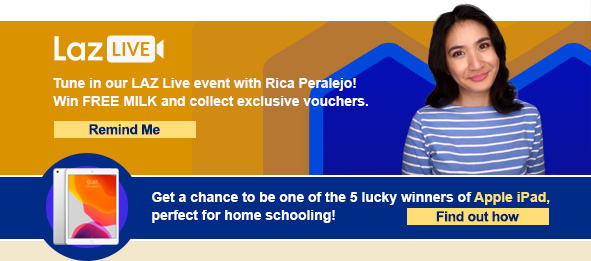 Laz LIVE
Tune in our LAZ Live event with Rica Peralejo!
Win FREE MILK and collect exclusive vouchers.
Remind Me
Get a chance to be one of the 5 lucky winners of Apple iPad,
perfect for home schooling!
Find out how